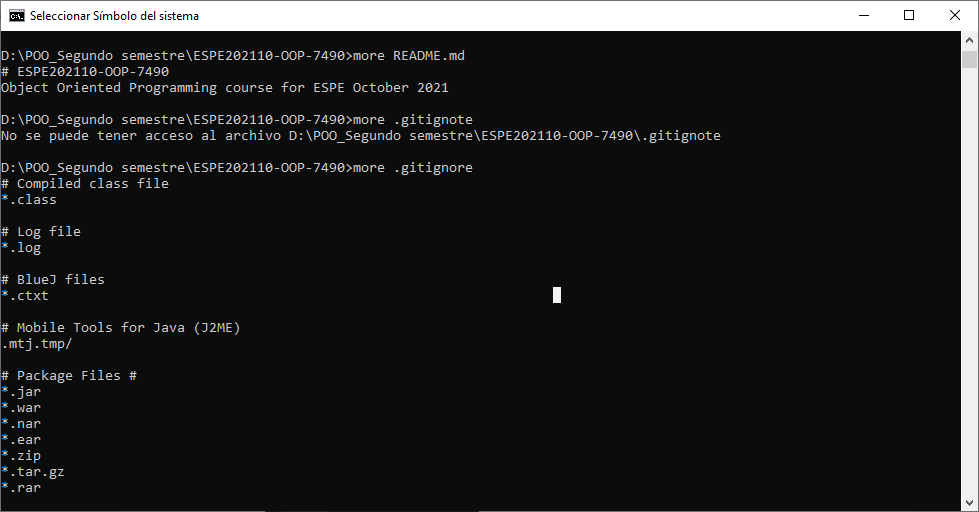 Seleccionar Símbolo del sistema
D:\POO_Segundo semestre\ESPE202110-OOP-7490>more README.md
# ESPE202110-OOP-7490
Object Oriented Programming course for ESPE October 2021
D:\POO_Segundo semestre\ESPE202110-OOP-7490>more .gitignote
No se puede tener acceso al archivo D:\POO_Segundo semestre\ESPE202110-OOP-7490\.gitignote
D:\POO_Segundo semestre\ESPE202110-OOP-7490>more .gitignore
# Compiled class file
*.class
# Log file
*.log
# BlueJ files
*.ctxt
# Mobile Tools for Java (J2ME)
.mtj.tmp/
# Package Files #
*.jar
*.war
*.nar
*.ear
*.zip
*.tar.gz
*.rar